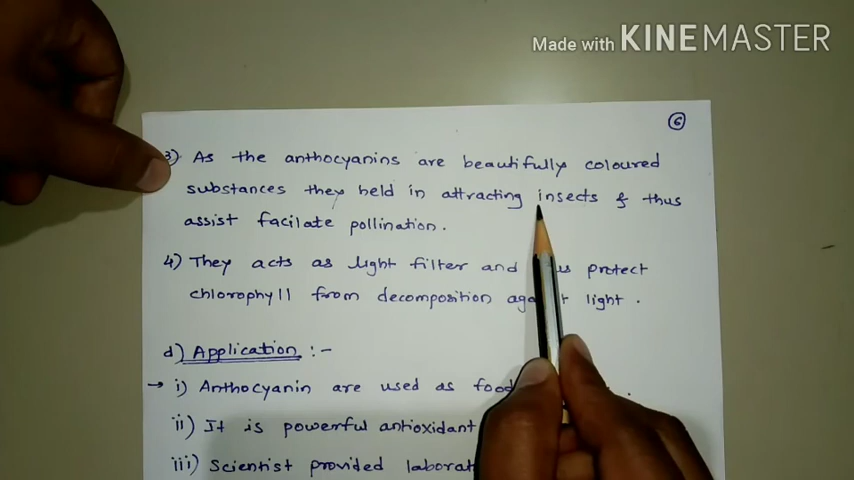 Made with KINEMASTER
6
3) As the anthocyanins are beautifully coloured
substances they held in attracting insects & thus
assist facilate pollination.
4) They acts as light filter and protect
chlorophyll from decomposition light.
d) Application :-
→ i) Anthocyanin are used as food
ii) It is powerful antioxidant
iii) Scientist provided